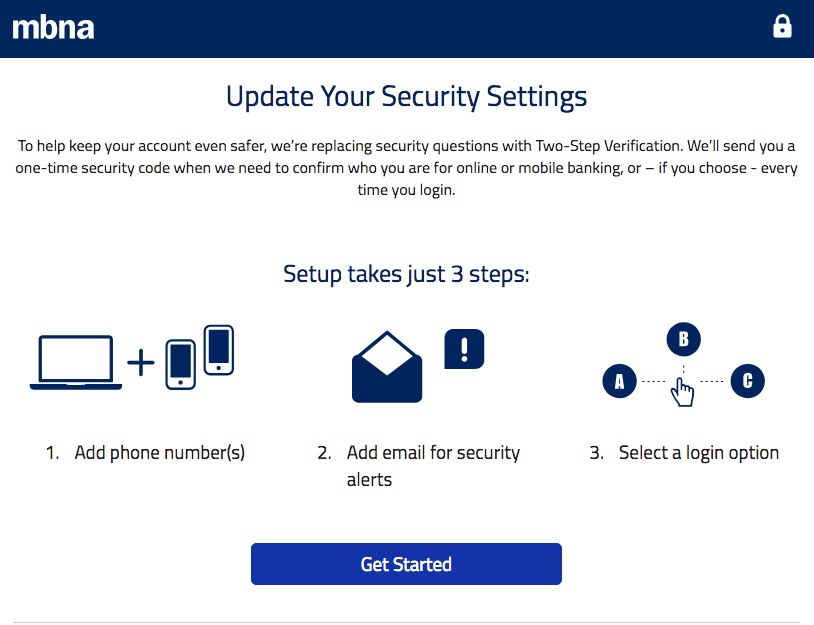 mbna
Update Your Security Settings
To help keep your account even safer, we’re replacing security questions with Two-Step Verification. We’ll send you a
one-time security code when we need to confirm who you are for online or mobile banking, or – if you choose - every
time you login.
Setup takes just 3 steps:
!
A
B
C
1. Add phone number(s)
2. Add email for security
alerts
3. Select a login option
Get Started